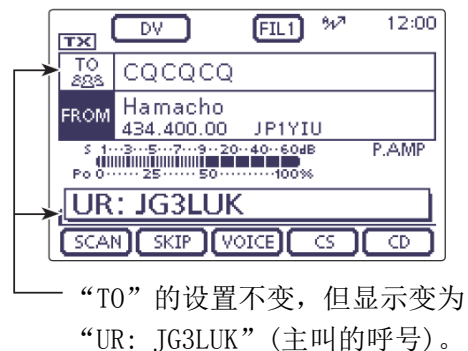 DV FIL1 12:00
TX
TO CQCQCQ
FROM Hamacho
434.400.00 JP1YIU
S 1···3···5···7···9··20··40··60dB P.AMP
Po 0······25······50··········100%
UR: JG3LUK
SCAN SKIP VOICE CS CD
“TO”的设置不变，但显示变为
“UR: JG3LUK”(主叫的呼号)。